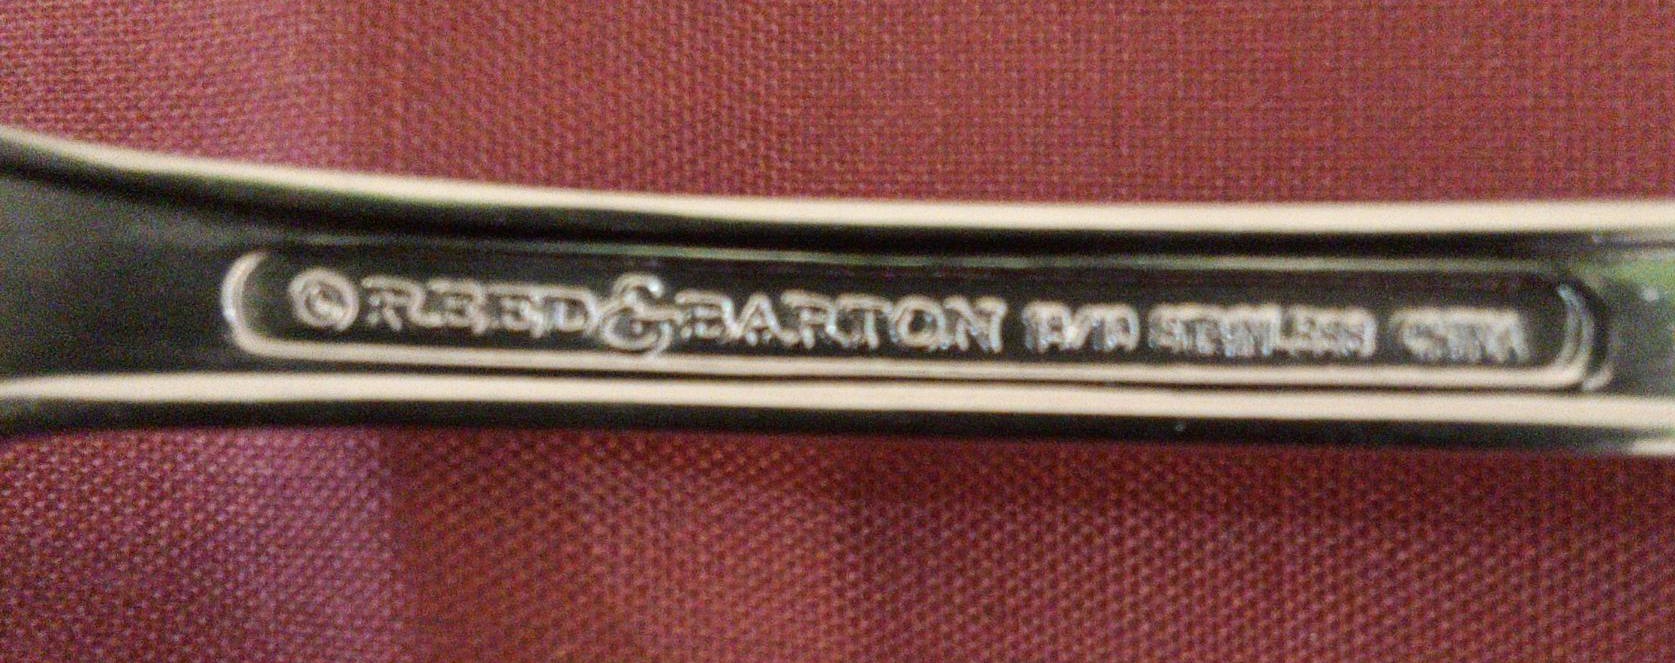 © REED & BARTON 18/10 STAINLESS CHINA